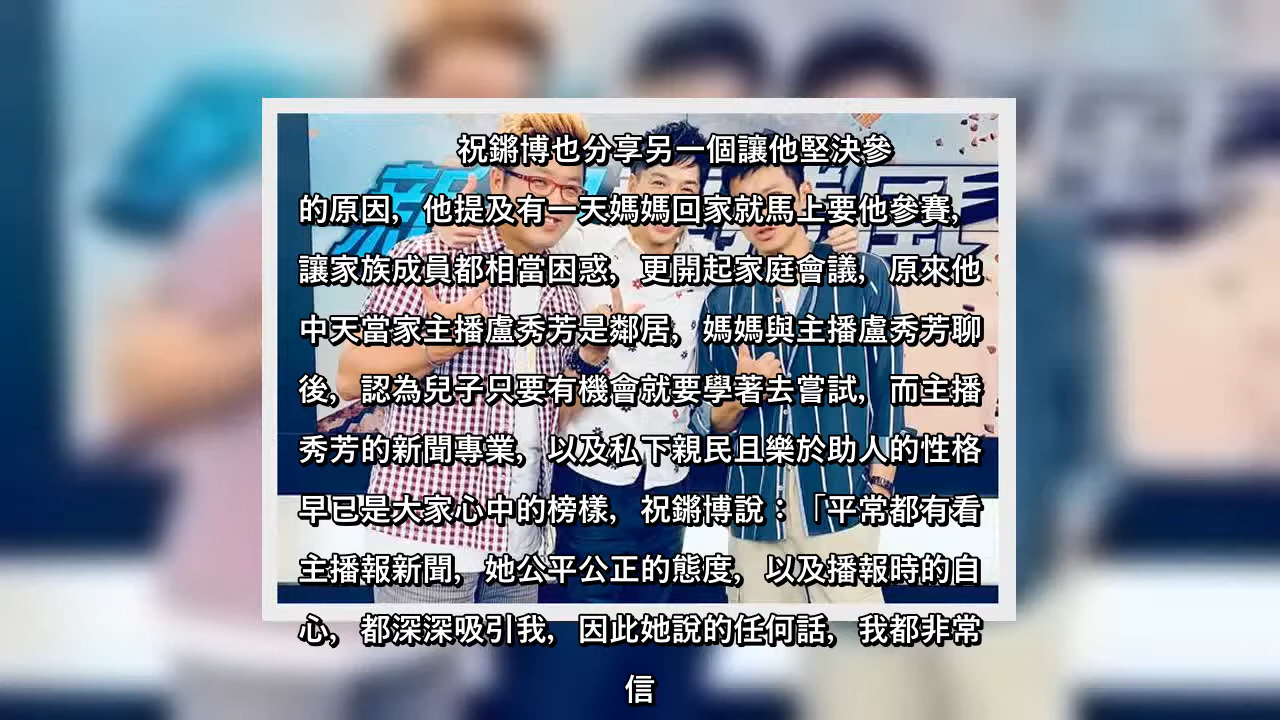 祝鏘博也分享另一個讓他堅決參
的原因，他提及有一天媽媽回家就馬上要他參賽，
讓家族成員都相當困惑，更開起家庭會議，原來他
中天當家主播盧秀芳是鄰居，媽媽與主播盧秀芳聊
後，認為兒子只要有機會就要學著去嘗試，而主播
秀芳的新聞專業，以及私下親民且樂於助人的性格
早已是大家心中的榜樣，祝鏘博說：「平常都有看
主播報新聞，她公平公正的態度，以及播報時的自
心，都深深吸引我，因此她說的任何話，我都非常
信